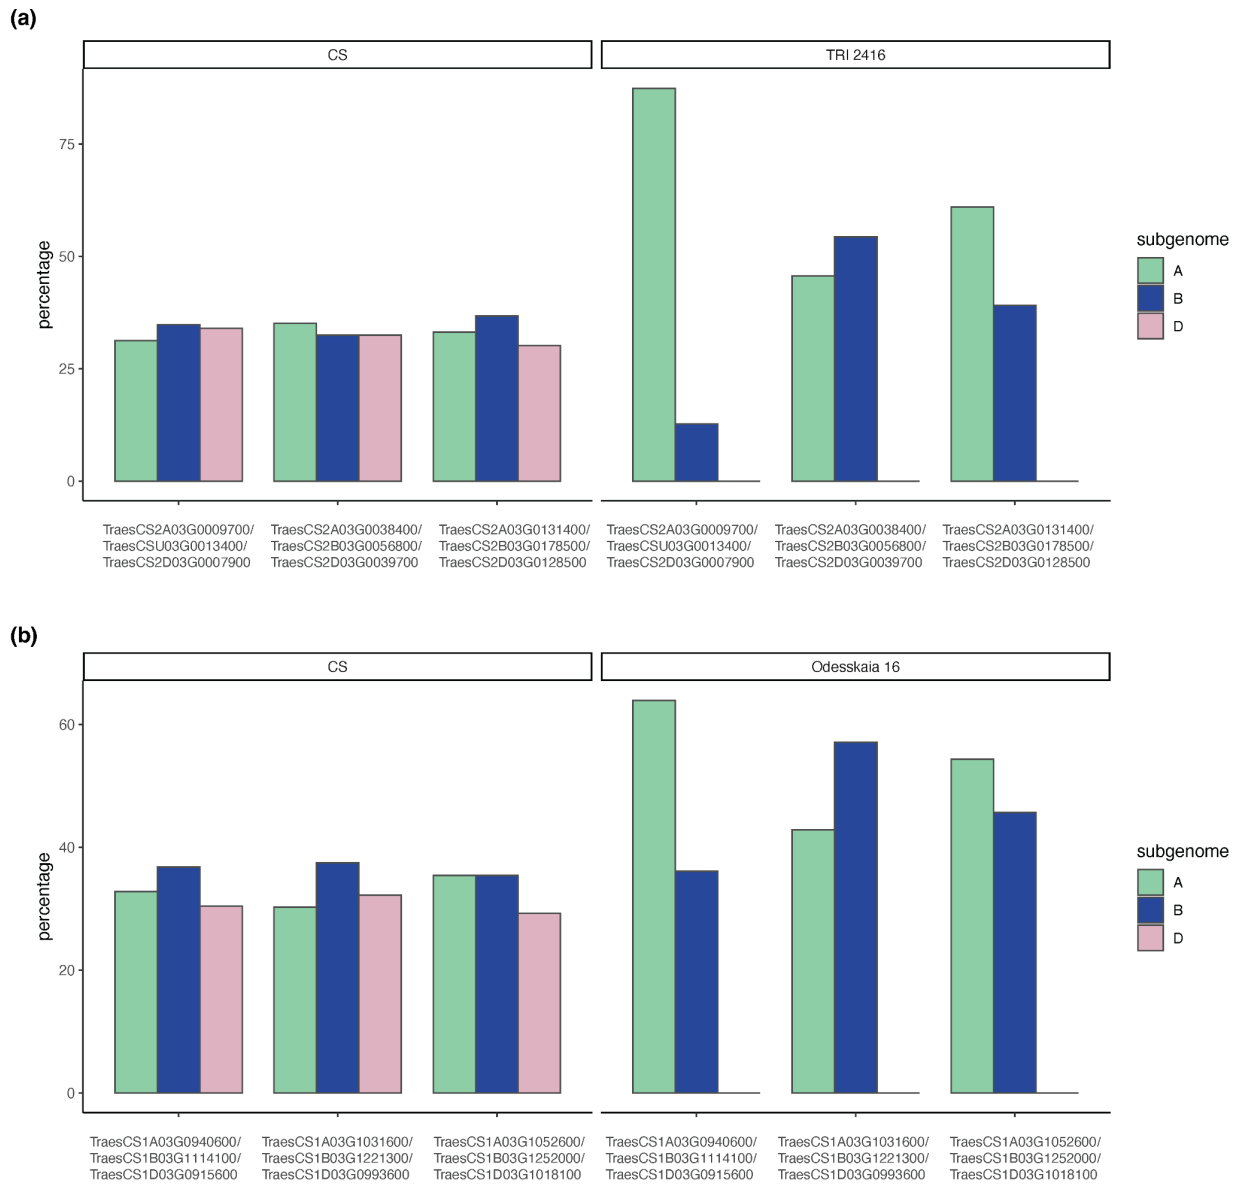 (a)
CS
TRI 2416
75
50
25
0
percentage
subgenome
A
B
D
TraesCS2A03G0009700/
TraesCSU03G0013400/
TraesCS2D03G0007900
TraesCS2A03G0038400/
TraesCS2B03G0056800/
TraesCS2D03G0039700
TraesCS2A03G0131400/
TraesCS2B03G0178500/
TraesCS2D03G0128500
TraesCS2A03G0009700/
TraesCSU03G0013400/
TraesCS2D03G0007900
TraesCS2A03G0038400/
TraesCS2B03G0056800/
TraesCS2D03G0039700
TraesCS2A03G0131400/
TraesCS2B03G0178500/
TraesCS2D03G0128500
(b)
CS
Odesskaia 16
60
40
20
0
percentage
subgenome
A
B
D
TraesCS1A03G0940600/
TraesCS1B03G1114100/
TraesCS1D03G0915600
TraesCS1A03G1031600/
TraesCS1B03G1221300/
TraesCS1D03G0993600
TraesCS1A03G1052600/
TraesCS1B03G1252000/
TraesCS1D03G1018100
TraesCS1A03G0940600/
TraesCS1B03G1114100/
TraesCS1D03G0915600
TraesCS1A03G1031600/
TraesCS1B03G1221300/
TraesCS1D03G0993600
TraesCS1A03G1052600/
TraesCS1B03G1252000/
TraesCS1D03G1018100